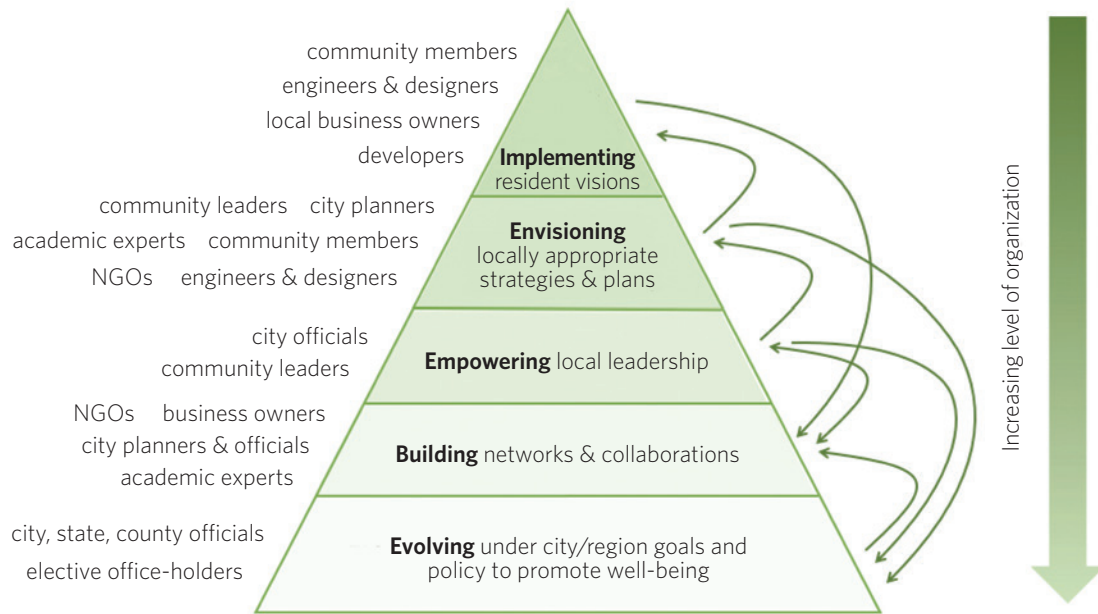 community members
engineers & designers
local business owners
developers
Implementing
resident visions
community leaders city planners
academic experts community members
NGOs engineers & designers
Envisioning
locally appropriate
strategies & plans
city officials
community leaders
Empowering local leadership
NGOs business owners
city planners & officials
academic experts
Building networks & collaborations
city, state, county officials
elective office-holders
Evolving under city/region goals and
policy to promote well-being
Increasing level of organization